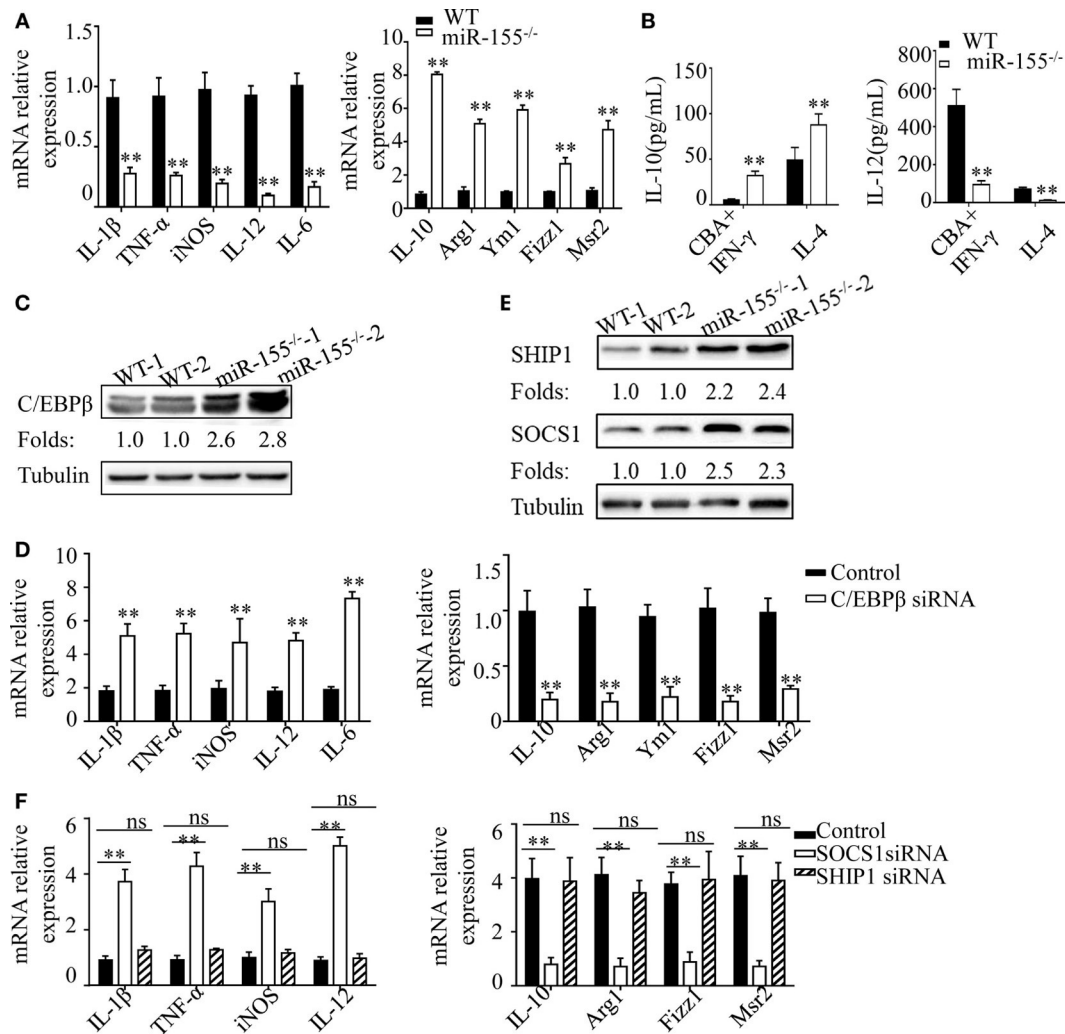 A
mRNA relative expression
1.0
0.5
0
WT
miR-155-/-
** ** ** ** **
IL-1β TNF-α iNOS IL-12 IL-6
mRNA relative expression
10
8
6
4
2
0
** ** ** ** **
IL-10 Arg1 Ym1 Fizz1 Msr2
B
IL-10(pg/mL)
150
100
50
0
** **
CBA+ IFN-γ IL-4
WT
miR-155-/-
IL-12(pg/mL)
800
600
400
200
0
** **
CBA+ IFN-γ IL-4
C
WT-1 WT-2 miR-155-/--1 miR-155-/--2
C/EBPβ
Folds: 1.0 1.0 2.6 2.8
Tubulin
E
WT-1 WT-2 miR-155-/--1 miR-155-/--2
SHIP1
Folds: 1.0 1.0 2.2 2.4
SOCS1
Folds: 1.0 1.0 2.5 2.3
Tubulin
D
mRNA relative expression
10
8
6
4
2
0
** ** ** ** **
IL-1β TNF-α iNOS IL-12 IL-6
mRNA relative expression
1.5
1.0
0.5
0
** ** ** ** **
IL-10 Arg1 Ym1 Fizz1 Msr2
Control
C/EBPβ siRNA
F
mRNA relative expression
6
4
2
0
ns ns ns ns
** ** ** **
IL-1β TNF-α iNOS IL-12
mRNA relative expression
6
4
2
0
ns ns ns ns
** ** ** **
IL-10 Arg1 Fizz1 Msr2
Control
SOCS1siRNA
SHIP1 siRNA